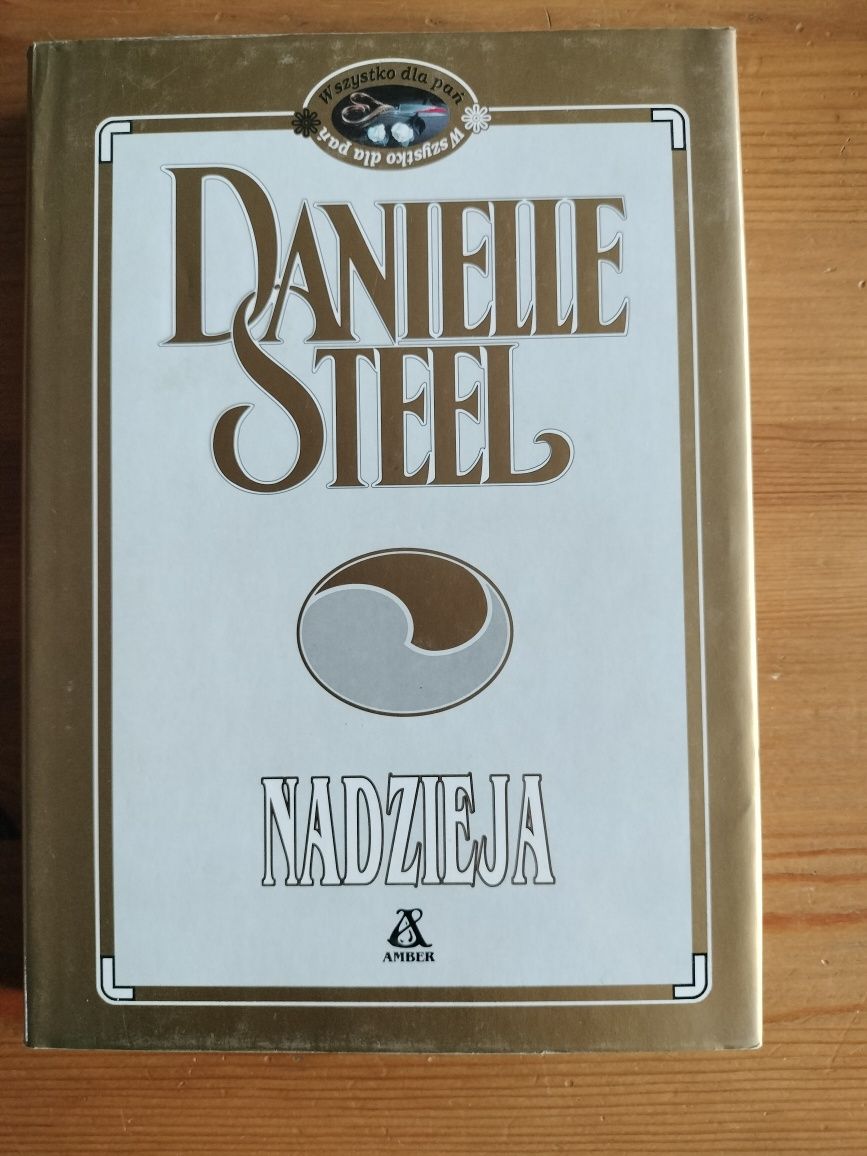 Wszystko dla pań
Wszystko dla pań
DANIELLE
STEEL
NADZIEJA
AMBER